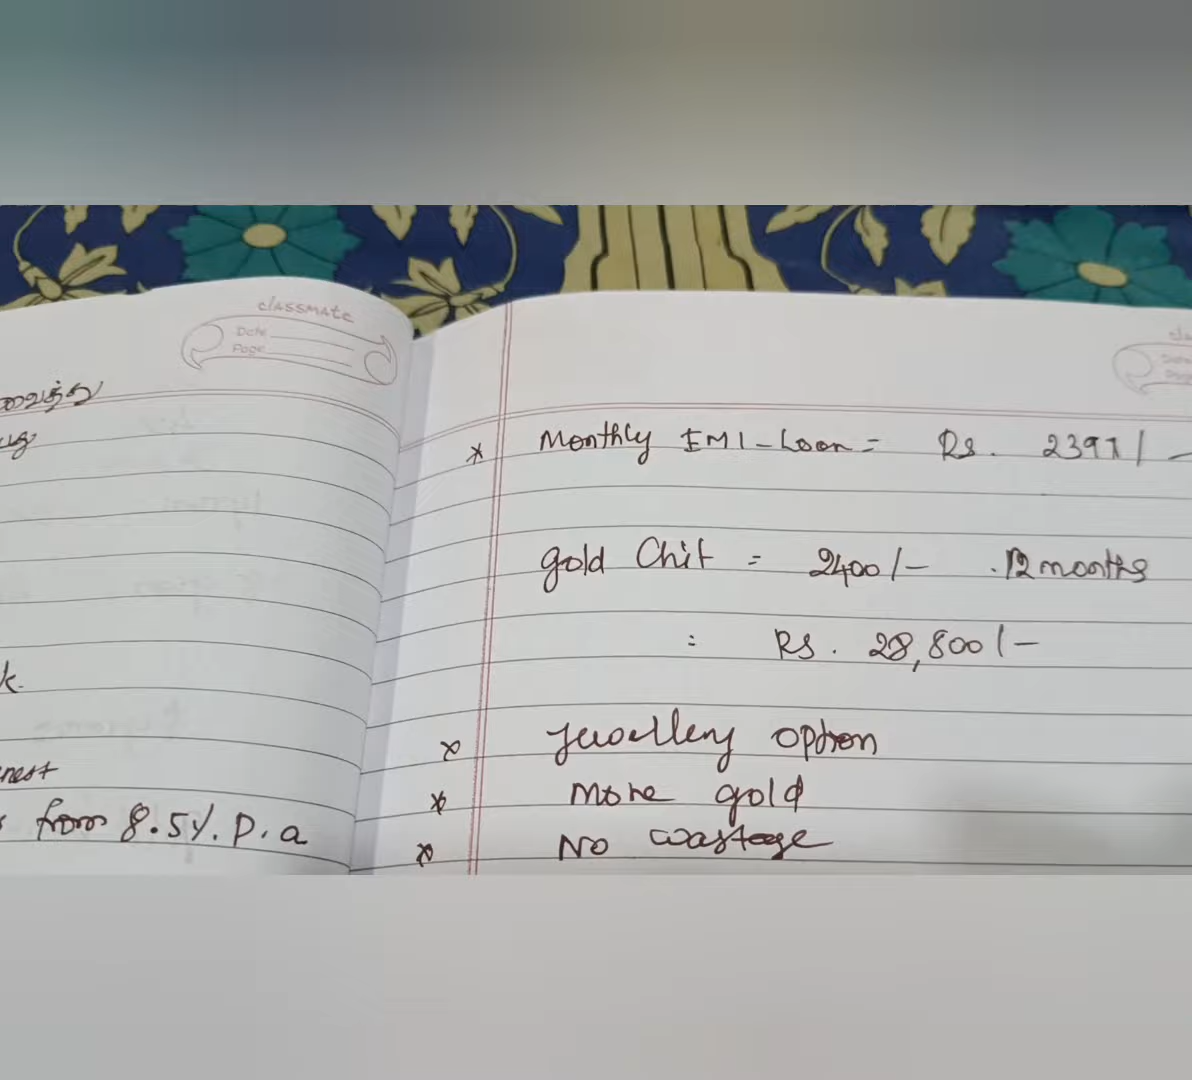 classmate
Date
Page
வைத்து
k.
from 8.5%. P.a
* Monthly EMI - Loan = Rs. 2397/-
gold Chit = 2400/- . 12 months
= Rs. 28,800/-
* Jewellery option
* More gold
* No wastage